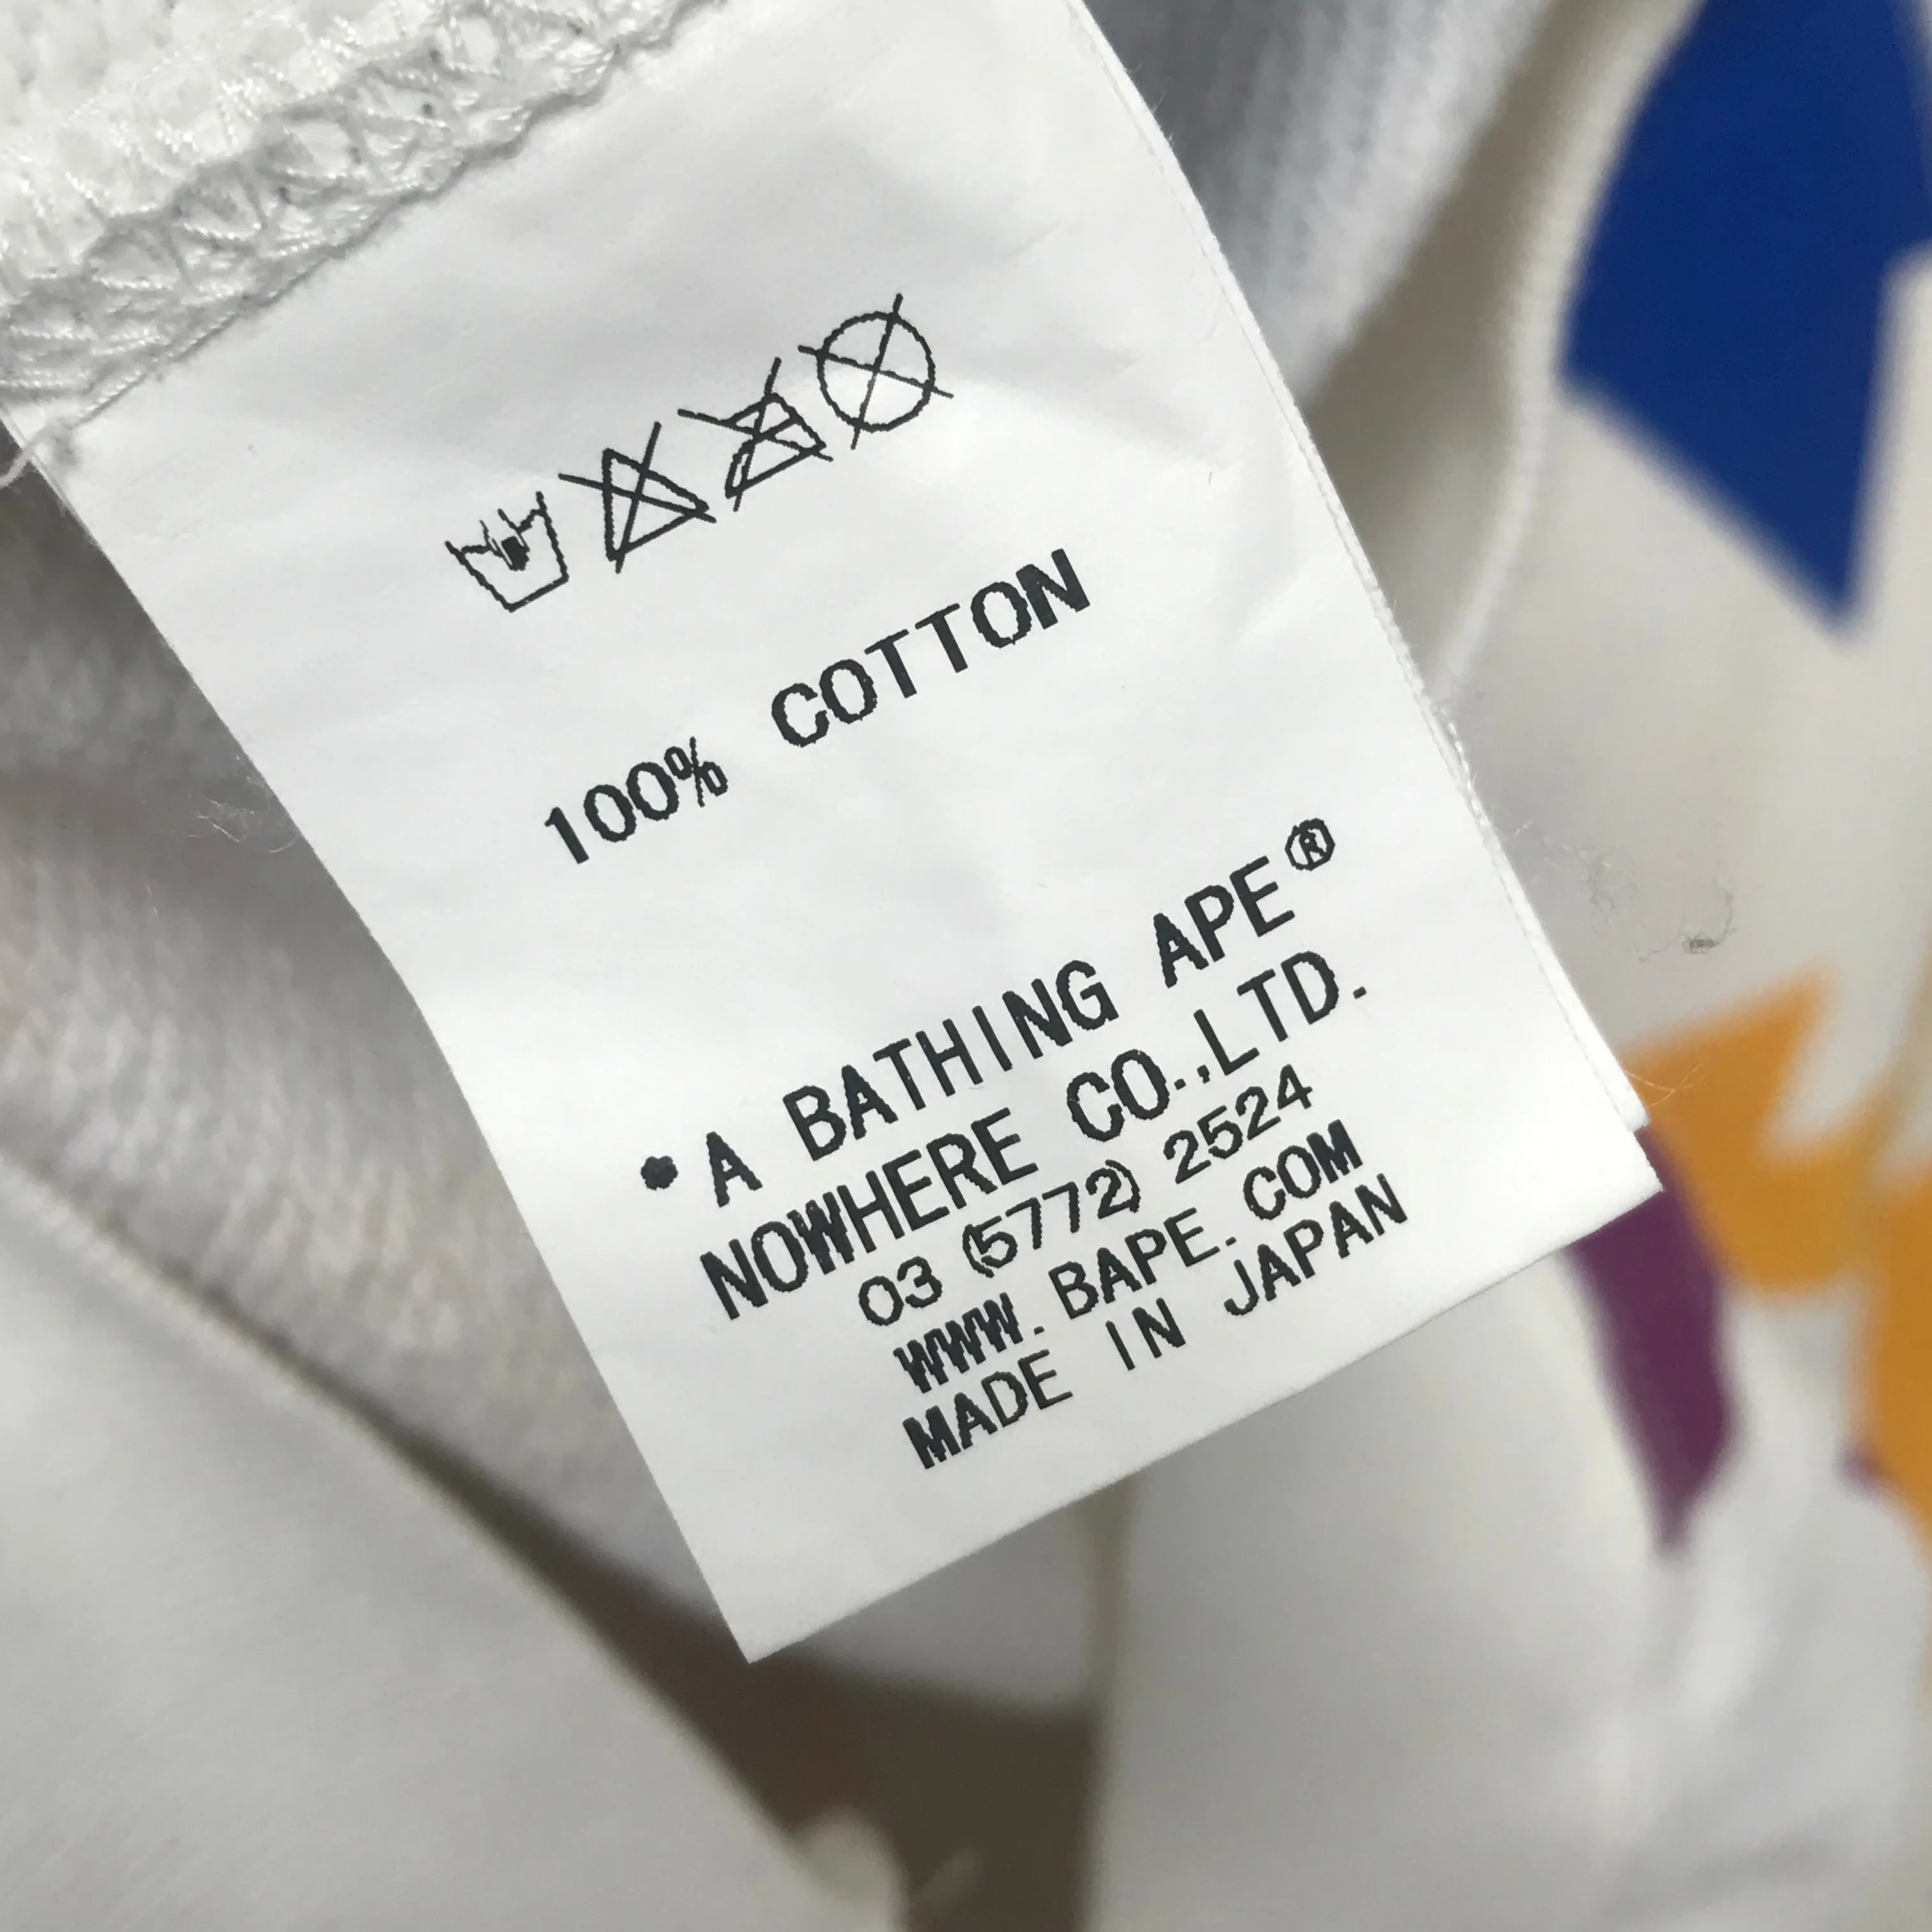 100% COTTON
•A BATHING APE®
NOWHERE CO.,LTD.
03 (5772) 2524
WWW. BAPE. COM
MADE IN JAPAN